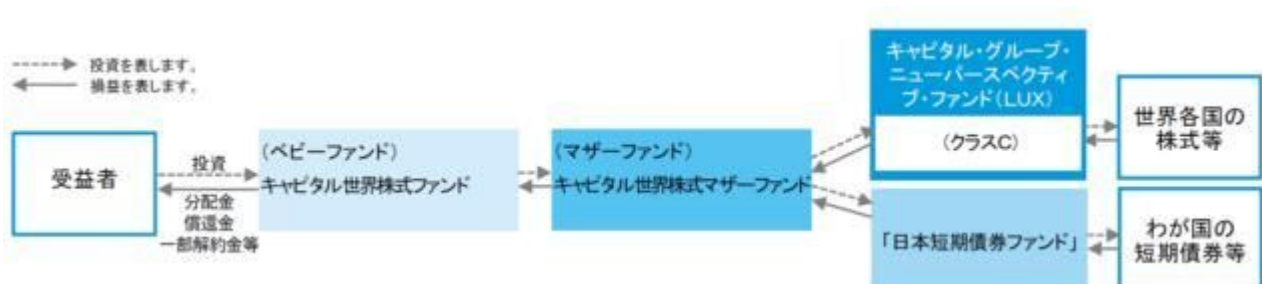 投資を表します。
損益を表します。
受益者
投資
分配金
償還金
一部解約金等
(ベビーファンド)
キャピタル世界株式ファンド
(マザーファンド)
キャピタル世界株式マザーファンド
キャピタル・グループ・
ニューパースペクティ
ブ・ファンド(LUX)
(クラスC)
世界各国の
株式等
「日本短期債券ファンド」
わが国の
短期債券等